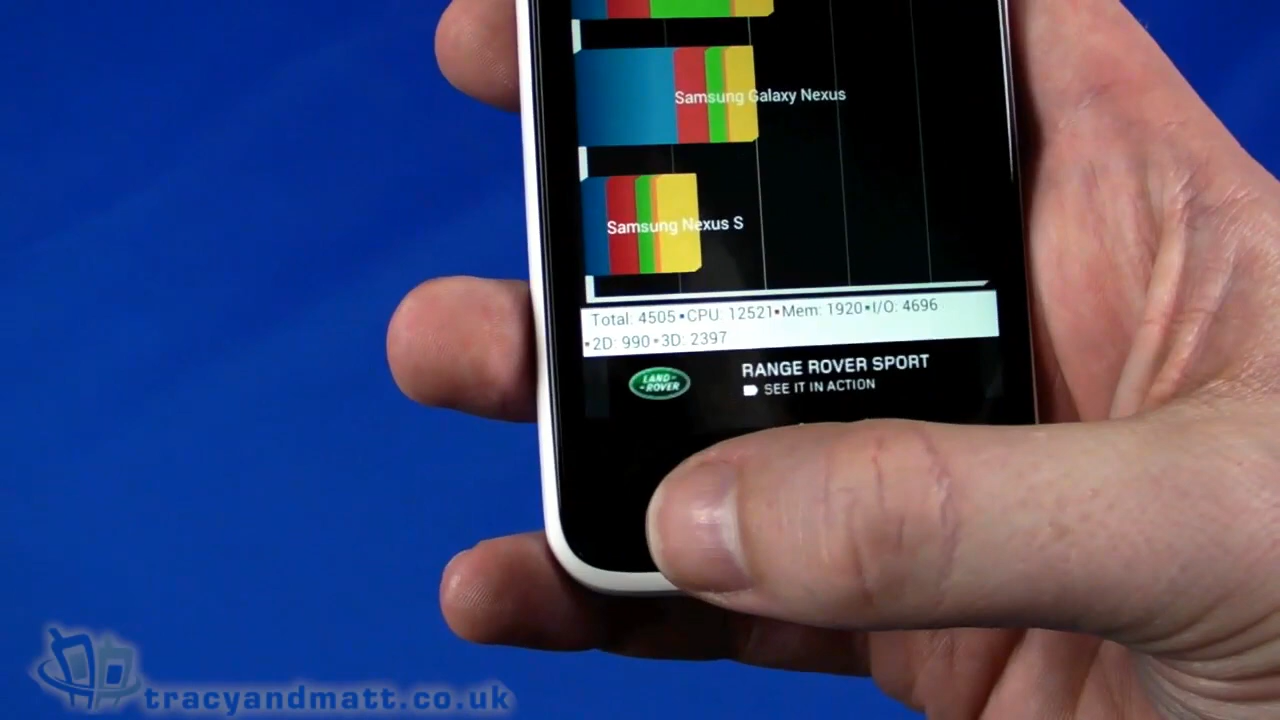 Samsung Galaxy Nexus
Samsung Nexus S
Total: 4505 ▪CPU: 12521▪Mem: 1920▪I/O: 4696
▪2D: 990 ▪3D: 2397
LAND-
-ROVER
RANGE ROVER SPORT
SEE IT IN ACTION
tracyandmatt.co.uk